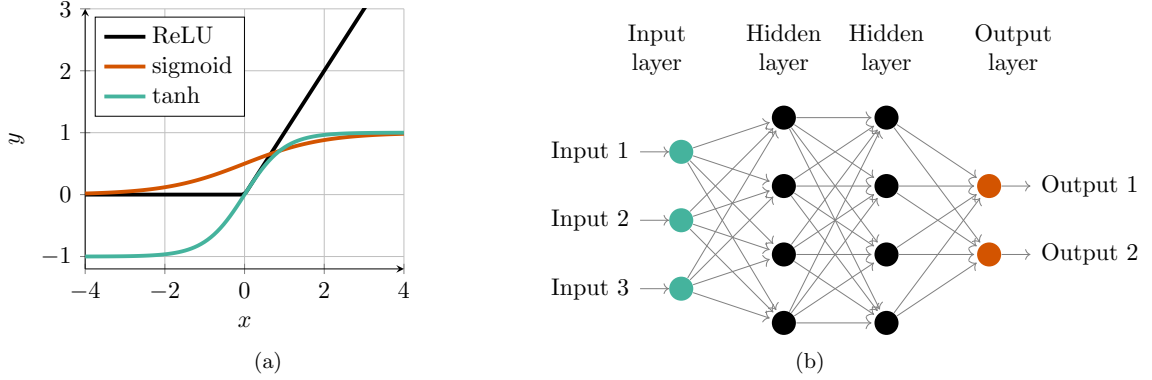 3
2
1
0
−1
y
ReLU
sigmoid
tanh
−4
−2
0
2
4
x
(a)
Input
layer
Hidden
layer
Hidden
layer
Output
layer
Input 1
Input 2
Input 3
Output 1
Output 2
(b)